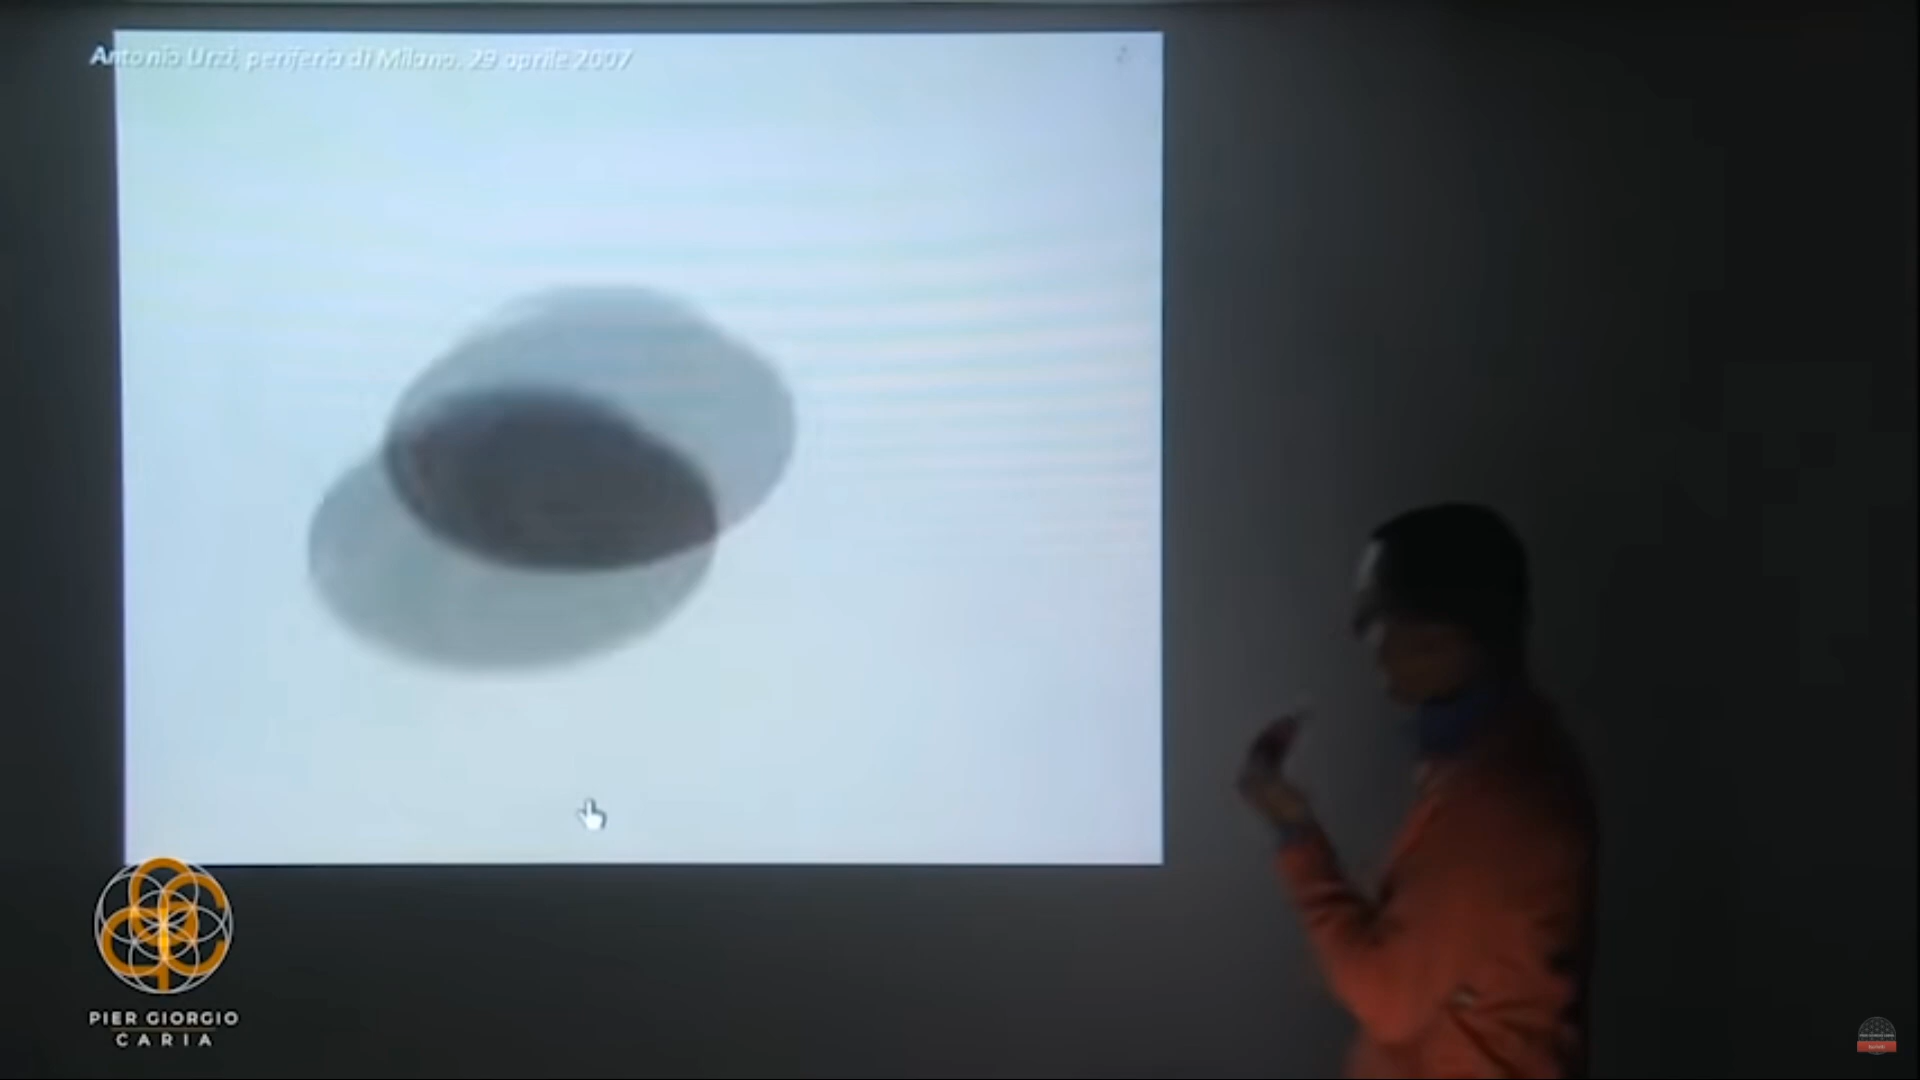 Antonio Urzi, periferia di Milano. 29 aprile 2007
PIER GIORGIO
CARIA